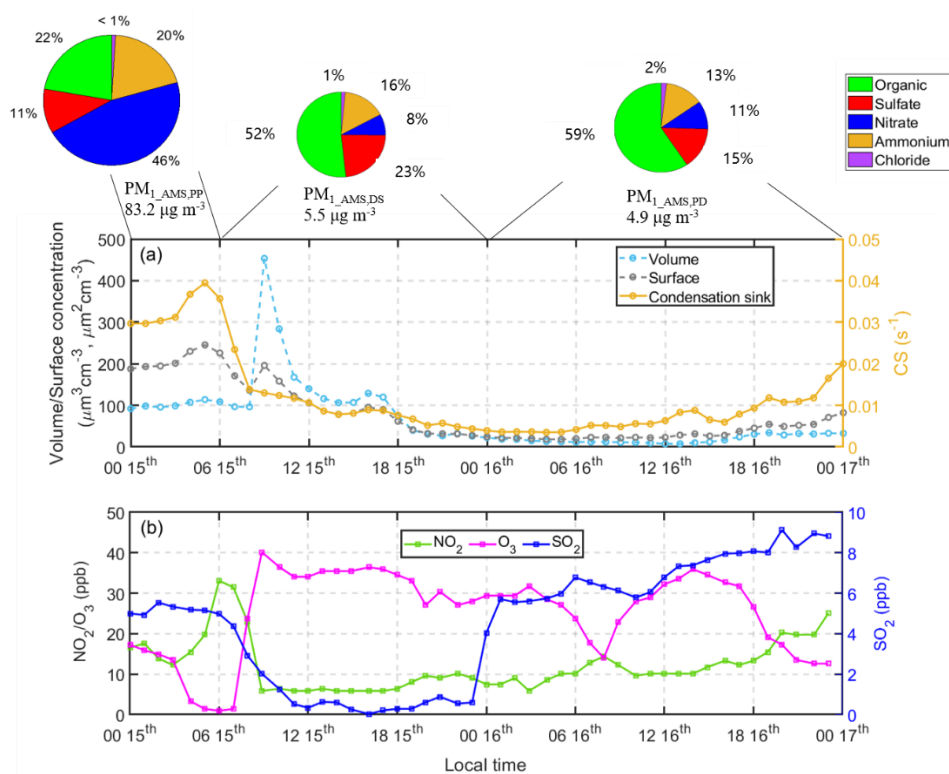 < 1%
22%
20%
11%
46%
PM1_AMS,PP
83.2 µg m-3
1%
16%
52%
8%
23%
PM1_AMS,DS
5.5 µg m-3
2%
13%
59%
11%
15%
PM1_AMS,PD
4.9 µg m-3
Organic
Sulfate
Nitrate
Ammonium
Chloride
(a)
Volume
Surface
Condensation sink
Volume/Surface concentration
(µm3cm-3, µm2cm-3)
500
400
300
200
100
0
0.05
0.04
0.03
0.02
0.01
0
CS (s-1)
00 15th 06 15th 12 15th 18 15th 00 16th 06 16th 12 16th 18 16th 00 17th
(b)
NO2 O3 SO2
NO2/O3 (ppb)
50
40
30
20
10
0
10
8
6
4
2
0
SO2 (ppb)
00 15th 06 15th 12 15th 18 15th 00 16th 06 16th 12 16th 18 16th 00 17th
Local time